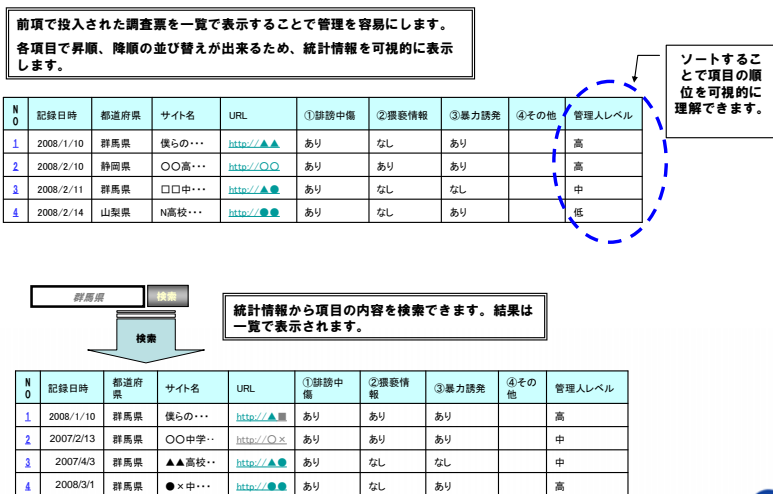 前項で投入された調査票を一覧で表示することで管理を容易にします。
各項目で昇順、降順の並び替えが出来るため、統計情報を可視的に表示
します。
ソートするこ
とで項目の順
位を可視的に
理解できます。
NO 記録日時 都道府県 サイト名 URL ①誹謗中傷 ②猥褻情報 ③暴力誘発 ④その他 管理人レベル
1 2008/1/10 群馬県 僕らの・・・ http://▲▲ あり なし あり 高
2 2008/2/10 静岡県 〇〇高・・・ http://〇〇 あり あり あり 高
3 2008/2/11 群馬県 □□中・・・ http://▲● あり なし なし 中
4 2008/2/14 山梨県 N高校・・・ http://●● あり なし あり 低
群馬県 検索
検索
統計情報から項目の内容を検索できます。結果は
一覧で表示されます。
NO 記録日時 都道府県 サイト名 URL ①誹謗中傷 ②猥褻情報 ③暴力誘発 ④その他 管理人レベル
1 2008/1/10 群馬県 僕らの・・・ http://▲■ あり あり あり 高
2 2007/2/13 群馬県 〇〇中学・・ http://〇× あり あり あり 中
3 2007/4/3 群馬県 ▲▲高校・・ http://▲● あり なし なし 中
4 2008/3/1 群馬県 ●×中・・・ http://●● あり なし あり 高